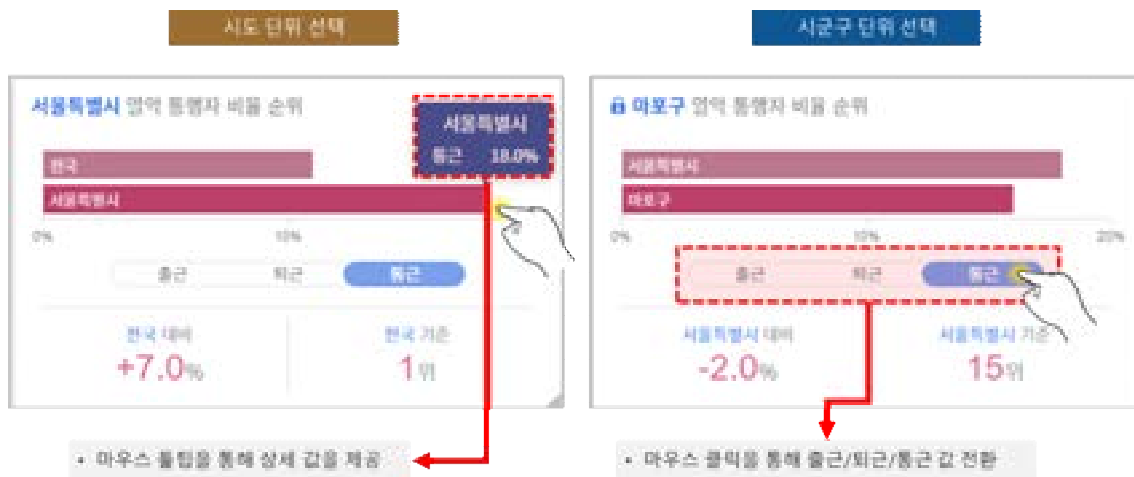 시도 단위 선택
시군구 단위 선택
서울특별시 열악 통행자 비율 순위
서울특별시
통근 18.0%
한국
서울특별시
0% 10%
출근 퇴근 통근
한국 대비
+7.0%
한국 기준
1위
• 마우스 툴팁을 통해 상세 값을 제공
마포구 열악 통행자 비율 순위
서울특별시
마포구
0% 10% 20%
출근 퇴근 통근
서울특별시 대비
-2.0%
서울특별시 기준
15위
• 마우스 클릭을 통해 출근/퇴근/통근 값 전환